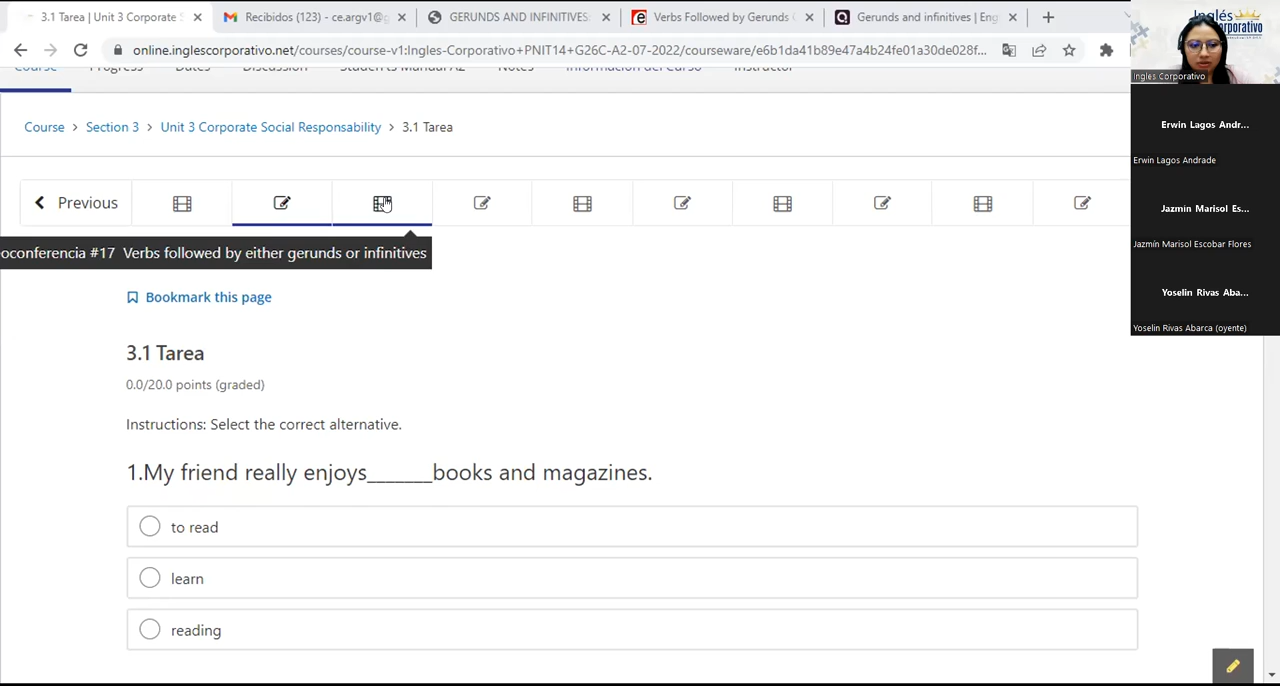 3.1 Tarea | Unit 3 Corporate S
Recibidos (123) - ce.argv1@g
GERUNDS AND INFINITIVES:
Verbs Followed by Gerunds
Gerunds and infinitives | Eng
online.inglescorporativo.net/courses/course-v1:Ingles-Corporativo+PNIT14+G26C-A2-07-2022/courseware/e6b1da41b89e47a4b24fe01a30de028f...
Course Progress Dates Discussion Student's Manual A2 Notes Información del Curso Instructor
Inglés
Corporativo
Ingles Corporativo
Course > Section 3 > Unit 3 Corporate Social Responsability > 3.1 Tarea
Erwin Lagos Andr...
Erwin Lagos Andrade
Previous
Jazmin Marisol Es...
Jazmín Marisol Escobar Flores
oconferencia #17 Verbs followed by either gerunds or infinitives
Yoselin Rivas Aba...
Yoselin Rivas Abarca (oyente)
Bookmark this page
3.1 Tarea
0.0/20.0 points (graded)
Instructions: Select the correct alternative.
1.My friend really enjoys______books and magazines.
to read
learn
reading